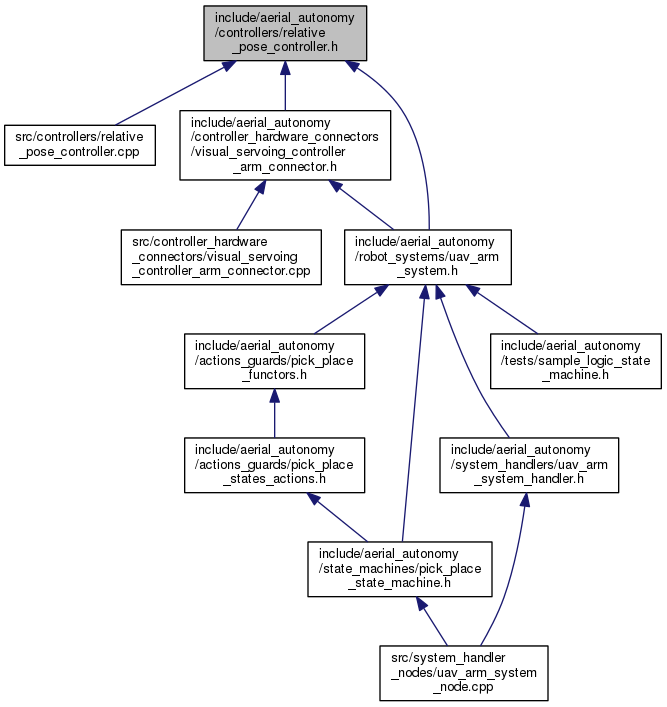 include/aerial_autonomy
/controllers/relative
_pose_controller.h
src/controllers/relative
_pose_controller.cpp
include/aerial_autonomy
/controller_hardware_connectors
/visual_servoing_controller
_arm_connector.h
src/controller_hardware
_connectors/visual_servoing
_controller_arm_connector.cpp
include/aerial_autonomy
/robot_systems/uav_arm
_system.h
include/aerial_autonomy
/actions_guards/pick_place
_functors.h
include/aerial_autonomy
/tests/sample_logic_state
_machine.h
include/aerial_autonomy
/actions_guards/pick_place
_states_actions.h
include/aerial_autonomy
/system_handlers/uav_arm
_system_handler.h
include/aerial_autonomy
/state_machines/pick_place
_state_machine.h
src/system_handler
_nodes/uav_arm_system
_node.cpp